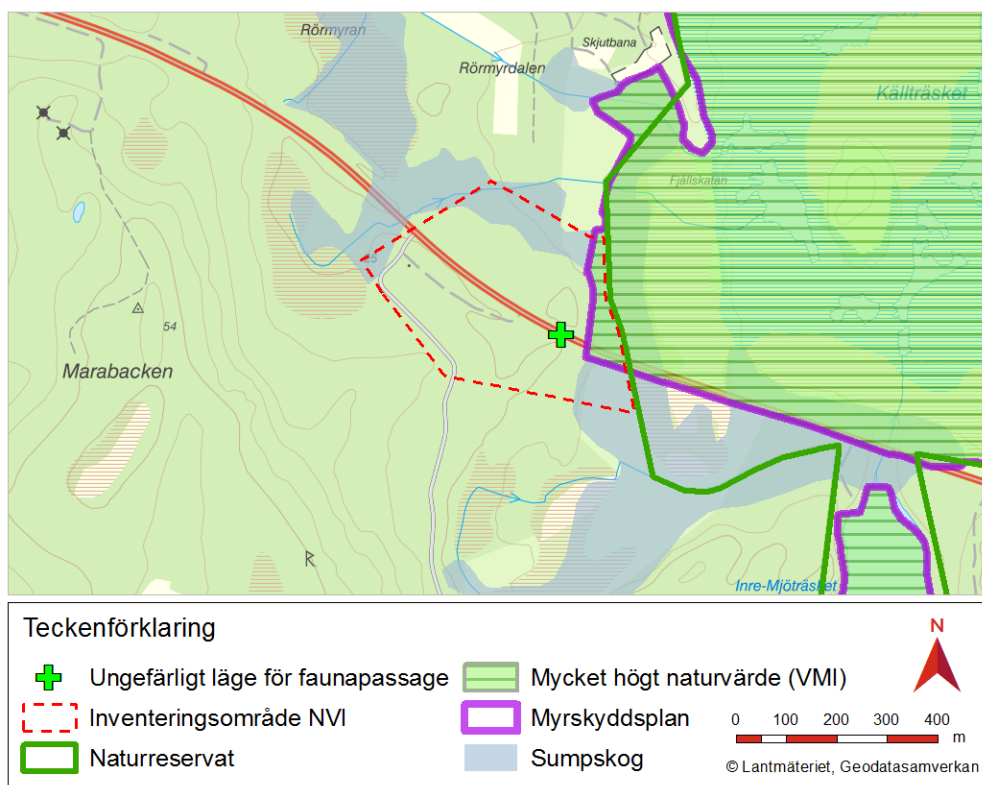 Rörmyran
Skjutbana
Rörmyrdalen
Källträsket
Fjällskatan
25
54
Marabacken
R
Inre-Mjöträsket
Teckenförklaring
N
Ungefärligt läge för faunapassage
Mycket högt naturvärde (VMI)
Inventeringsområde NVI
Myrskyddsplan
0 100 200 300 400
m
Naturreservat
Sumpskog
© Lantmäteriet, Geodatasamverkan